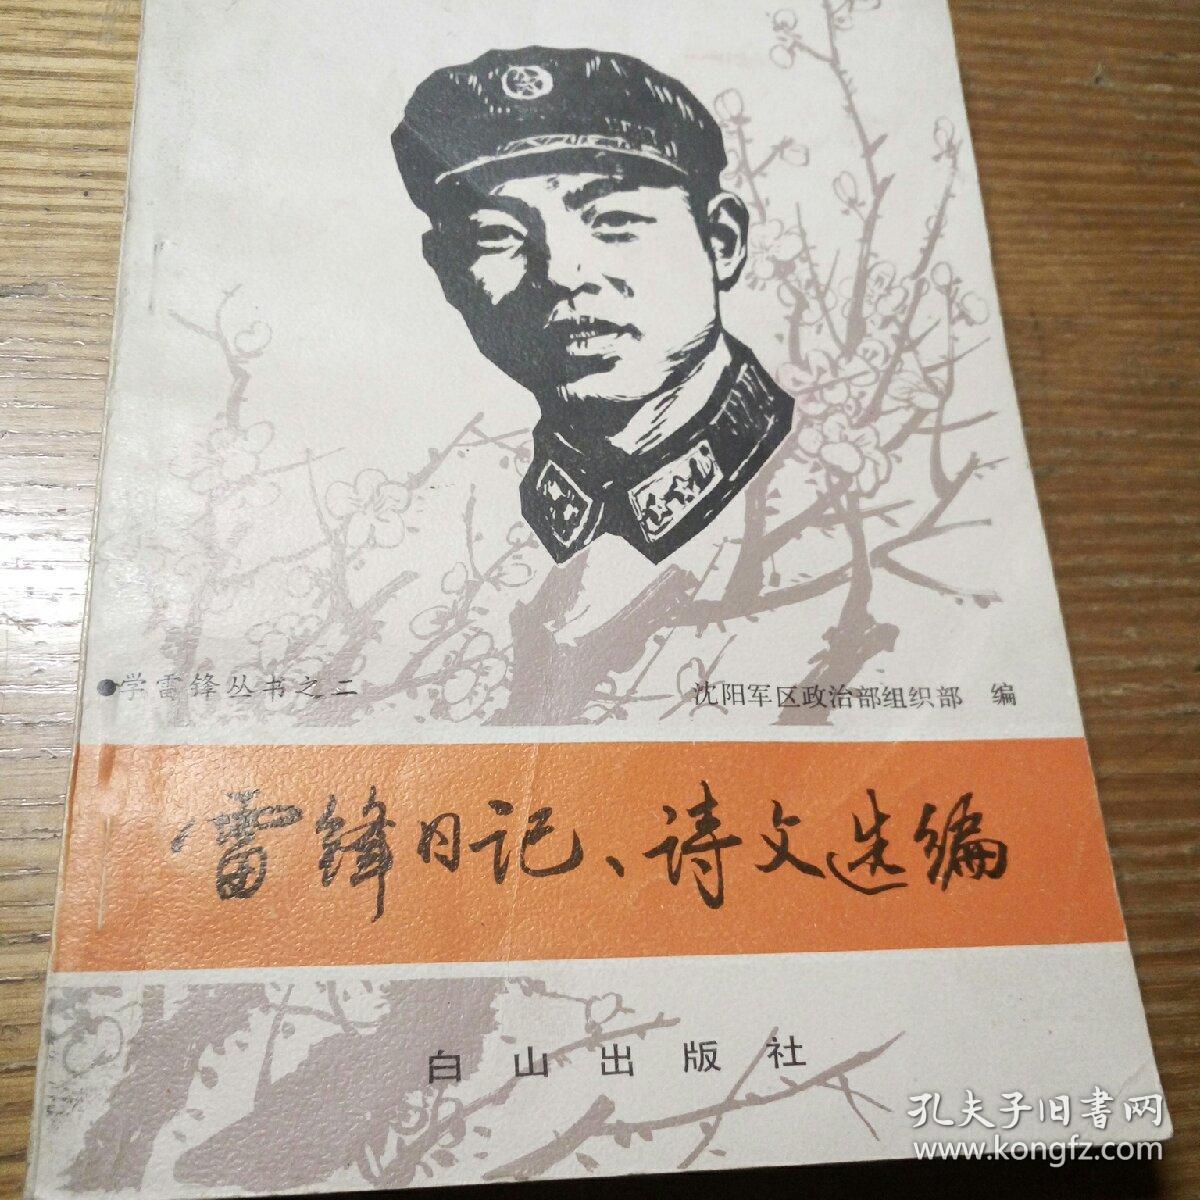 ●学雷锋丛书之二
沈阳军区政治部组织部 编
雷锋日记、诗文选编
白山出版社
孔夫子旧書网
www.kongfz.com